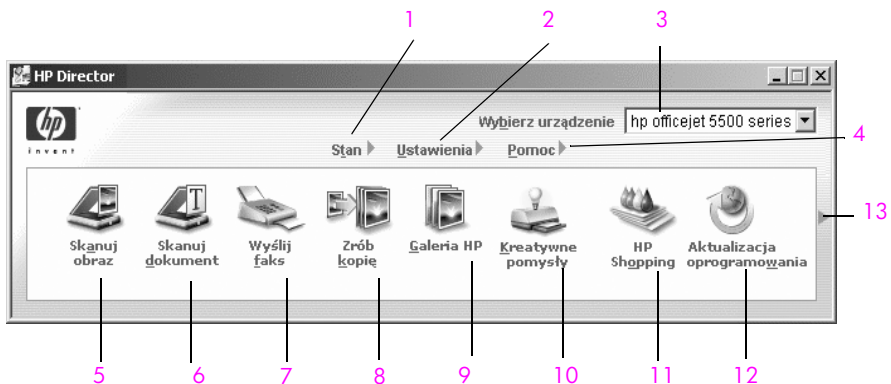 1
2
3
HP Director
hp
invent
Wybierz urządzenie hp officejet 5500 series
4
Stan Ustawienia Pomoc
13
Skanuj obraz
Skanuj dokument
Wyślij faks
Zrób kopię
Galeria HP
Kreatywne pomysły
HP Shopping
Aktualizacja oprogramowania
5 6 7 8 9 10 11 12